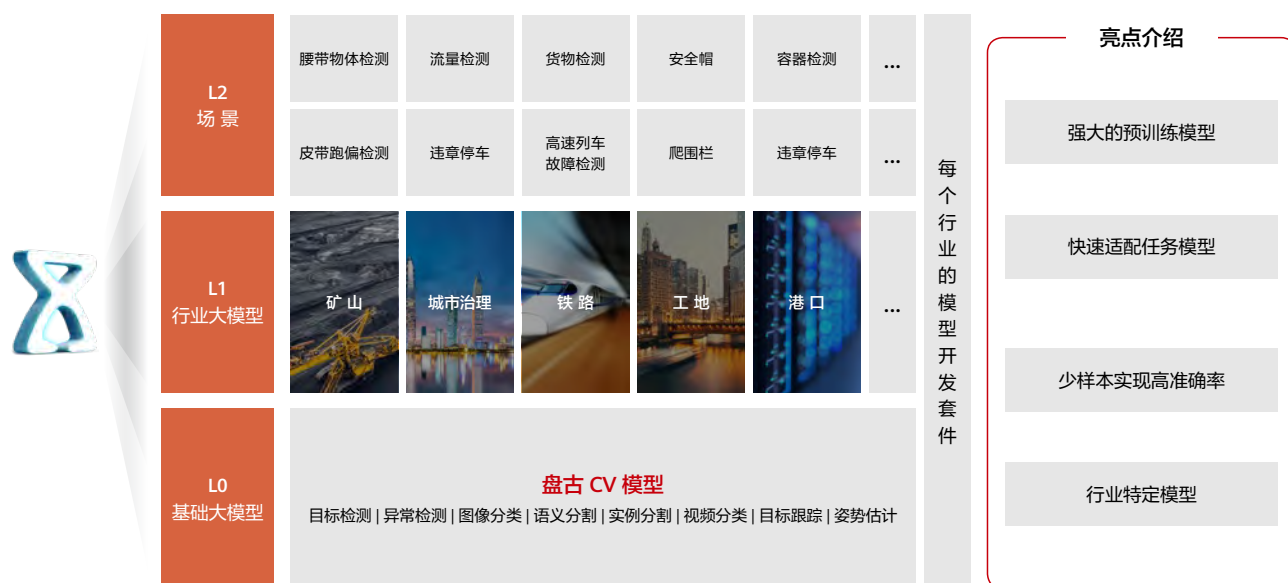 L2
场 景
腰带物体检测
流量检测
货物检测
安全帽
容器检测
...
皮带跑偏检测
违章停车
高速列车
故障检测
爬围栏
违章停车
...
L1
行业大模型
矿 山
城市治理
铁 路
工 地
港 口
...
L0
基础大模型
盘古 CV 模型
目标检测 | 异常检测 | 图像分类 | 语义分割 | 实例分割 | 视频分类 | 目标跟踪 | 姿势估计
每个行业的模型开发套件
亮点介绍
强大的预训练模型
快速适配任务模型
少样本实现高准确率
行业特定模型